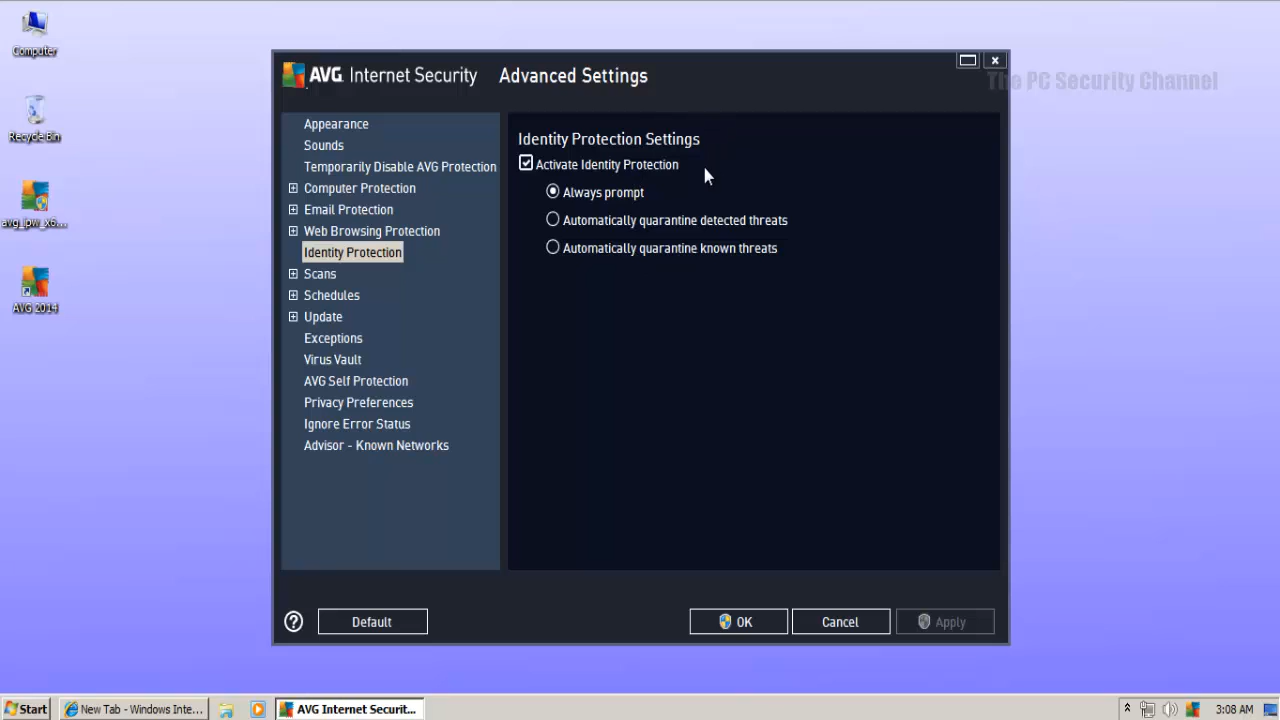 Computer
Recycle Bin
avg_ipw_x6...
AVG 2014
AVG Internet Security Advanced Settings
The PC Security Channel
Appearance
Sounds
Temporarily Disable AVG Protection
Computer Protection
Email Protection
Web Browsing Protection
Identity Protection
Scans
Schedules
Update
Exceptions
Virus Vault
AVG Self Protection
Privacy Preferences
Ignore Error Status
Advisor - Known Networks
Identity Protection Settings
Activate Identity Protection
Always prompt
Automatically quarantine detected threats
Automatically quarantine known threats
? Default OK Cancel Apply
Start New Tab - Windows Inte... AVG Internet Securit... 3:08 AM